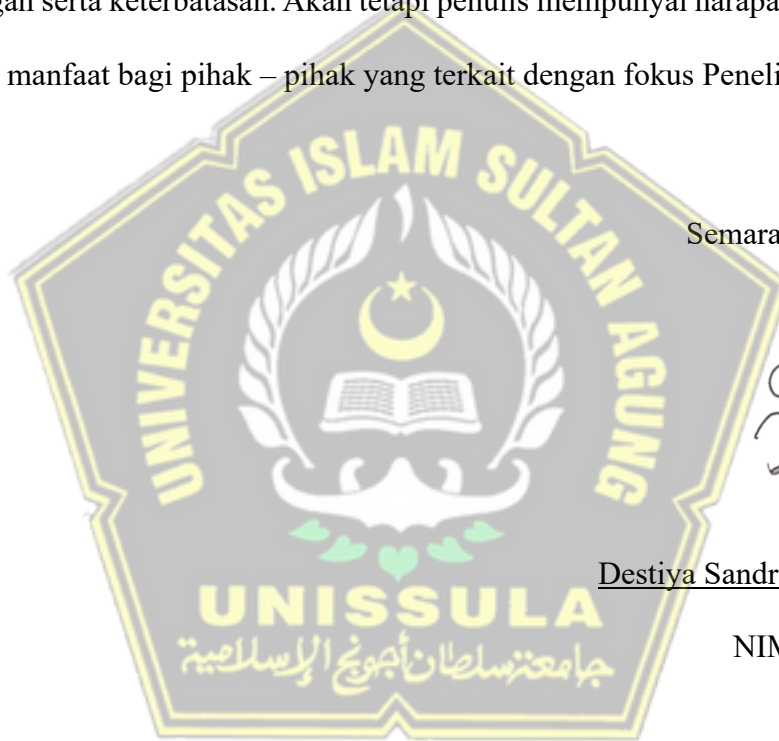 gan serta keterbatasan. Akan tetapi penulis mempunyai harapa
manfaat bagi pihak – pihak yang terkait dengan fokus Peneli
UNIVERSITAS ISLAM SULTAN AGUNG
Semara
Destiya Sandr
UNISSULA
NIM
جامعة سلطان أجونج الإسلامية